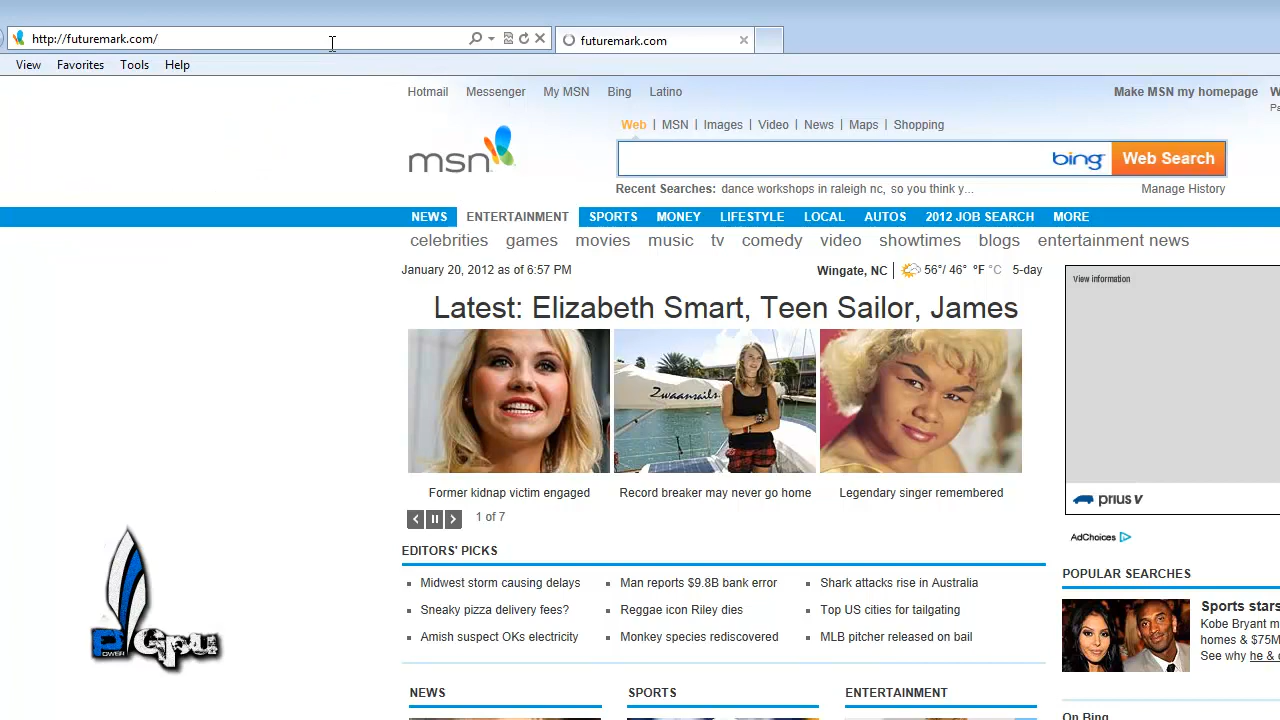 http://futuremark.com/
futuremark.com
View Favorites Tools Help
Hotmail Messenger My MSN Bing Latino
Make MSN my homepage
Web | MSN | Images | Video | News | Maps | Shopping
msn
bing
Web Search
Recent Searches: dance workshops in raleigh nc, so you think y...
Manage History
NEWS ENTERTAINMENT SPORTS MONEY LIFESTYLE LOCAL AUTOS 2012 JOB SEARCH MORE
celebrities games movies music tv comedy video showtimes blogs entertainment news
January 20, 2012 as of 6:57 PM
Wingate, NC | 56°/ 46° °F °C 5-day
View information
Latest: Elizabeth Smart, Teen Sailor, James
Zwaansails.
Former kidnap victim engaged
Record breaker may never go home
Legendary singer remembered
prius v
1 of 7
AdChoices
EDITORS' PICKS
Midwest storm causing delays
Man reports $9.8B bank error
Shark attacks rise in Australia
Sneaky pizza delivery fees?
Reggae icon Riley dies
Top US cities for tailgating
Amish suspect OKs electricity
Monkey species rediscovered
MLB pitcher released on bail
POPULAR SEARCHES
Sports stars
Kobe Bryant m
homes & $75M
See why he &
POWER Gpu
NEWS
SPORTS
ENTERTAINMENT
On Bing